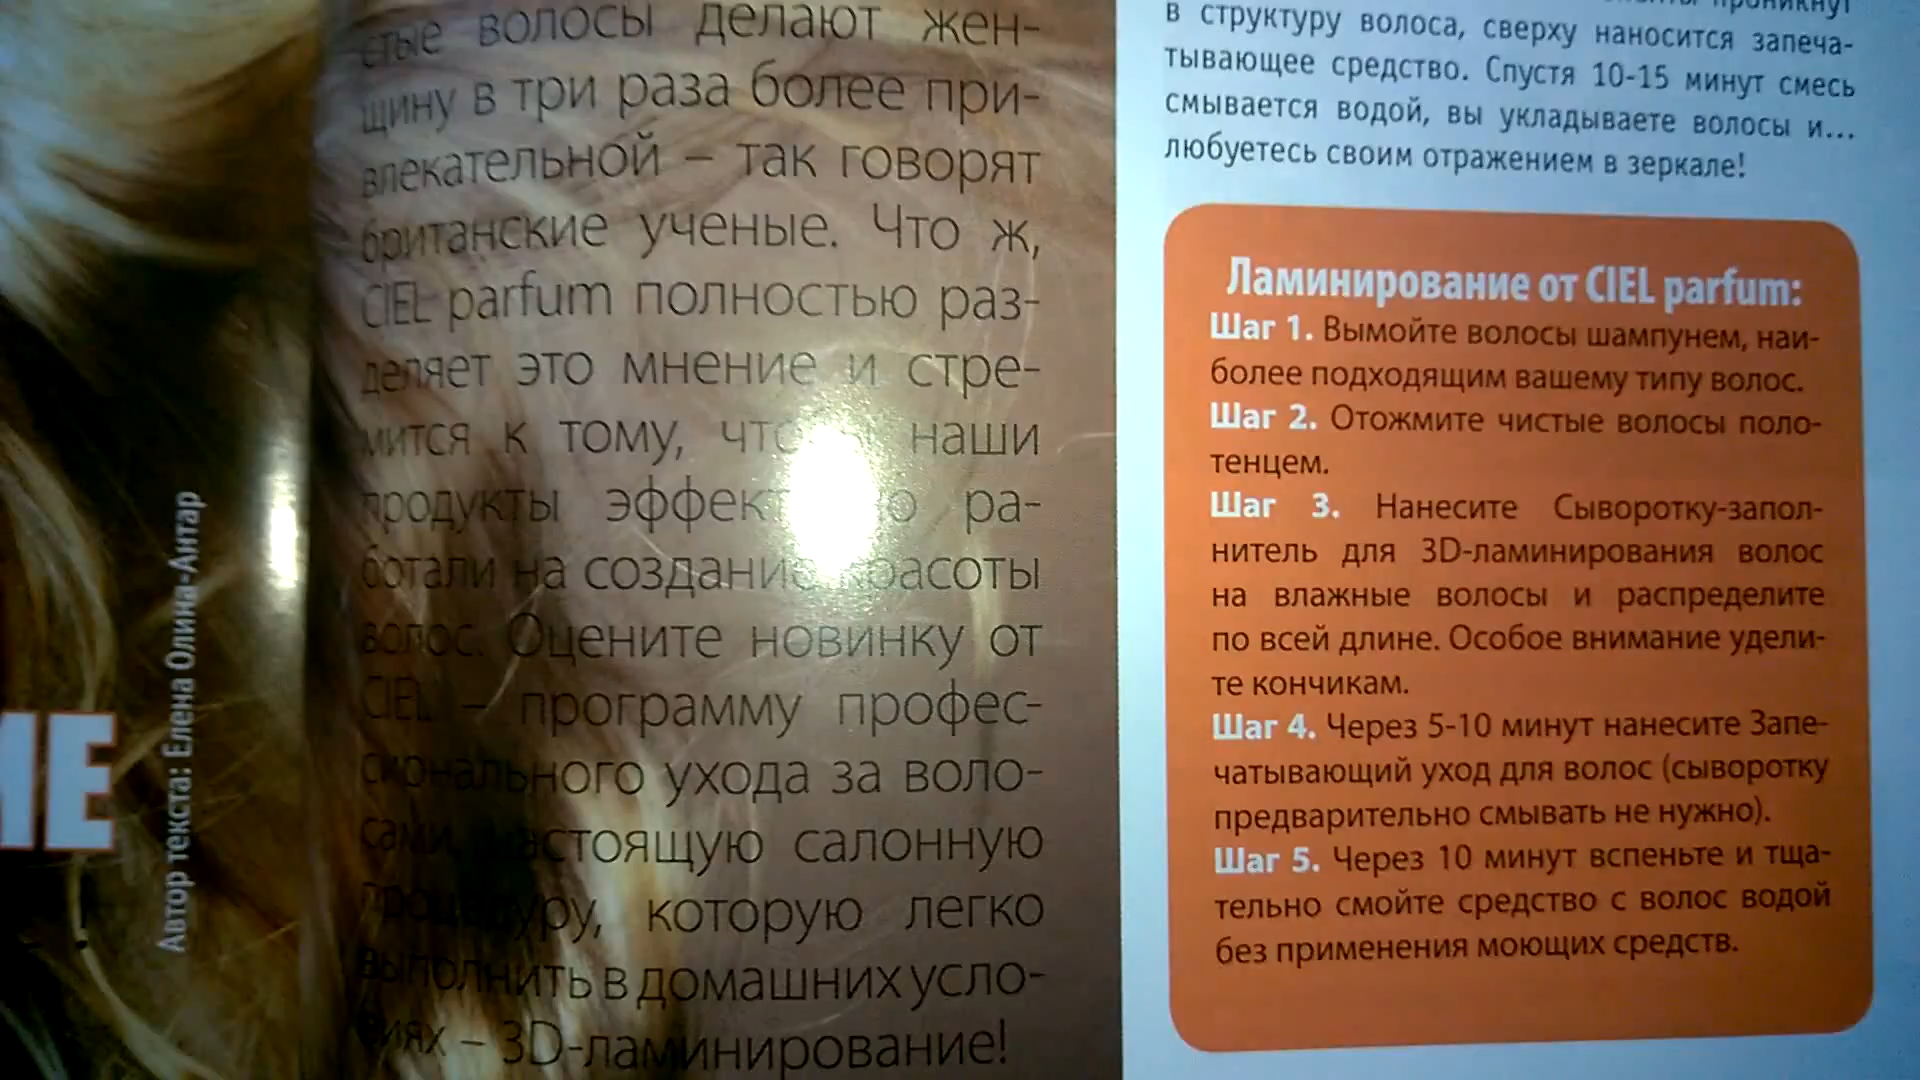 стые волосы делают жен-
щину в три раза более при-
влекательной – так говорят
британские ученые. Что ж,
CIEL parfum полностью раз-
деляет это мнение и стре-
мится к тому, наши
продукты ра-
ботали на создание красоты
волос. Оцените новинку от
CIEL – программу профес-
сионального ухода за воло-
сами, настоящую салонную
процедуру, которую легко
выполнить в домашних усло-
виях – 3D-ламинирование!
Автор текста: Елена Олина-Антар
ME
проникнут
в структуру волоса, сверху наносится запеча-
тывающее средство. Спустя 10-15 минут смесь
смывается водой, вы укладываете волосы и...
любуетесь своим отражением в зеркале!
Ламинирование от CIEL parfum:
Шаг 1. Вымойте волосы шампунем, наи-
более подходящим вашему типу волос.
Шаг 2. Отожмите чистые волосы поло-
тенцем.
Шаг 3. Нанесите Сыворотку-запол-
нитель для 3D-ламинирования волос
на влажные волосы и распределите
по всей длине. Особое внимание удели-
те кончикам.
Шаг 4. Через 5-10 минут нанесите Запе-
чатывающий уход для волос (сыворотку
предварительно смывать не нужно).
Шаг 5. Через 10 минут вспеньте и тща-
тельно смойте средство с волос водой
без применения моющих средств.